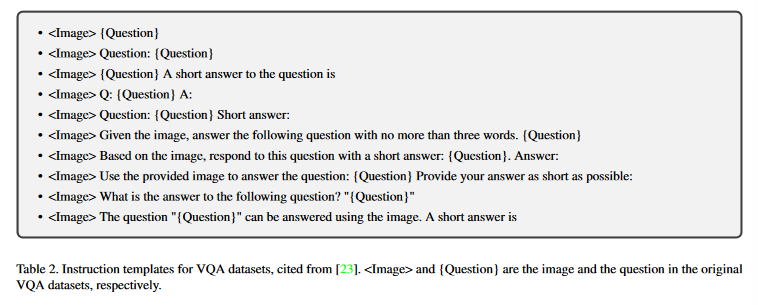 • <Image> {Question}
• <Image> Question: {Question}
• <Image> {Question} A short answer to the question is
• <Image> Q: {Question} A:
• <Image> Question: {Question} Short answer:
• <Image> Given the image, answer the following question with no more than three words. {Question}
• <Image> Based on the image, respond to this question with a short answer: {Question}. Answer:
• <Image> Use the provided image to answer the question: {Question} Provide your answer as short as possible:
• <Image> What is the answer to the following question? "{Question}"
• <Image> The question "{Question}" can be answered using the image. A short answer is
Table 2. Instruction templates for VQA datasets, cited from [23]. <Image> and {Question} are the image and the question in the original
VQA datasets, respectively.